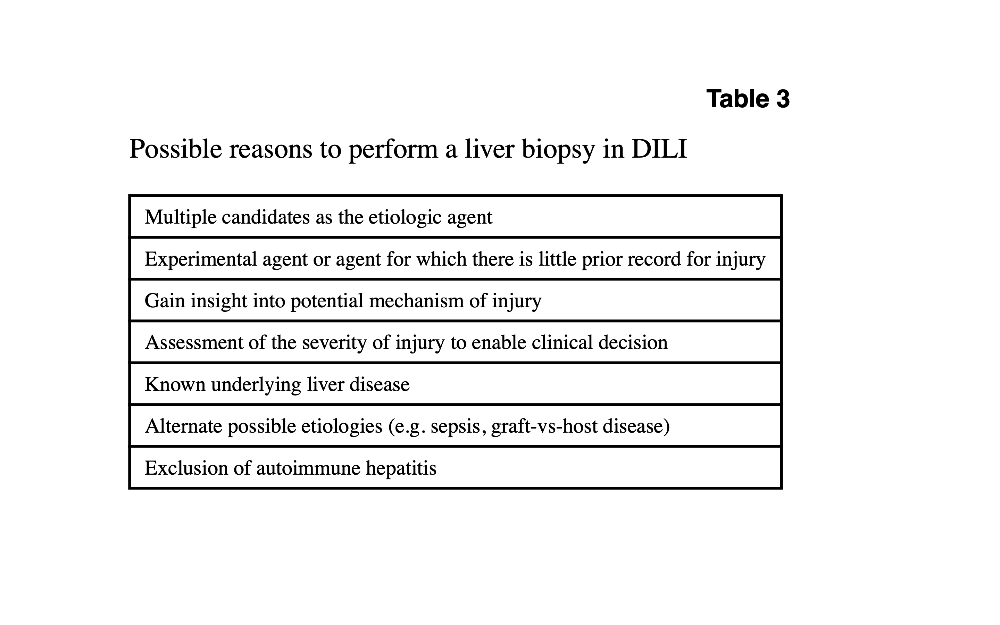 Table 3
Possible reasons to perform a liver biopsy in DILI
Multiple candidates as the etiologic agent
Experimental agent or agent for which there is little prior record for injury
Gain insight into potential mechanism of injury
Assessment of the severity of injury to enable clinical decision
Known underlying liver disease
Alternate possible etiologies (e.g. sepsis, graft-vs-host disease)
Exclusion of autoimmune hepatitis